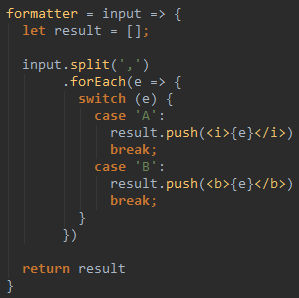 formatter = input => {
  let result = [];

  input.split(',')
       .forEach(e => {
         switch (e) {
           case 'A':
             result.push(<i>{e}</i>)
             break;
           case 'B':
             result.push(<b>{e}</b>)
             break;
         }
       })

  return result
}